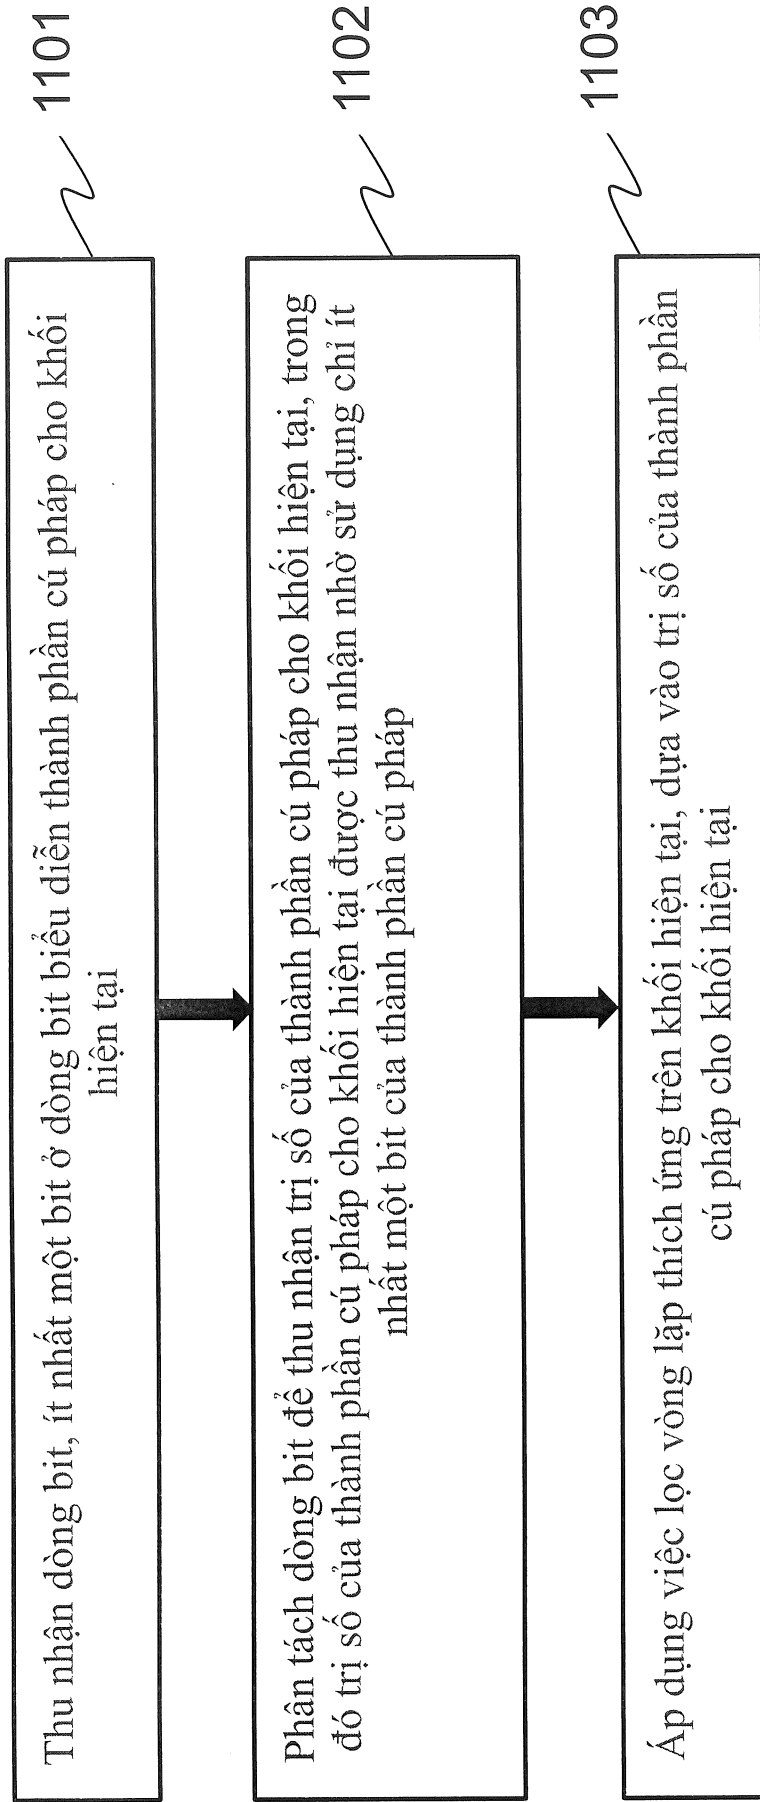 Thu nhận dòng bit, ít nhất một bit ở dòng bit biểu diễn thành phần cú pháp cho khối
hiện tại
1101
Phân tách dòng bit để thu nhận trị số của thành phần cú pháp cho khối hiện tại, trong
đó trị số của thành phần cú pháp cho khối hiện tại được thu nhận nhờ sử dụng chỉ ít
nhất một bit của thành phần cú pháp
1102
Áp dụng việc lọc vòng lặp thích ứng trên khối hiện tại, dựa vào trị số của thành phần
cú pháp cho khối hiện tại
1103